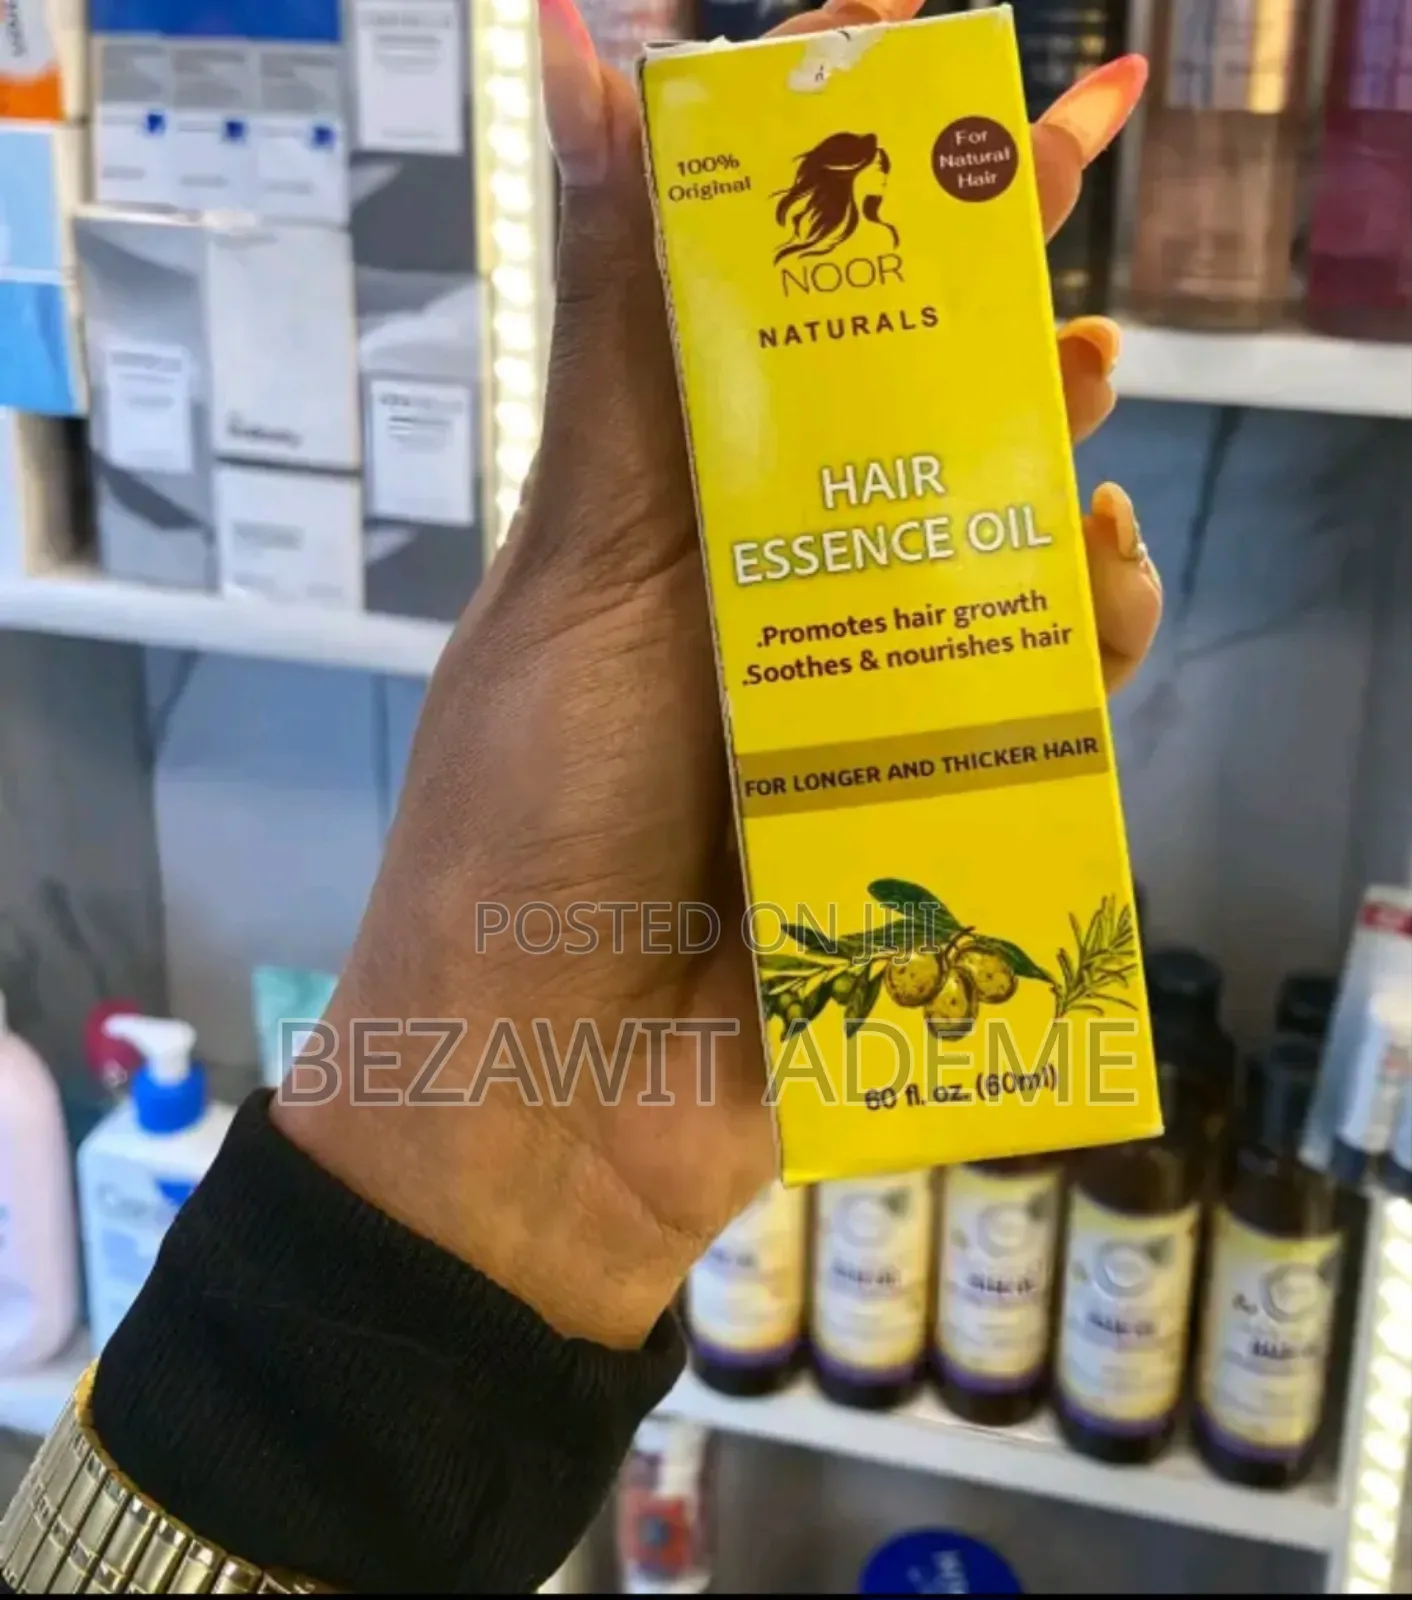 100%
Original
For
Natural
Hair
NOOR
NATURALS
HAIR
ESSENCE OIL
.Promotes hair growth
.Soothes & nourishes hair
FOR LONGER AND THICKER HAIR
POSTED ON JIJI
BEZAWIT ADEME
60 fl. oz. (60ml)